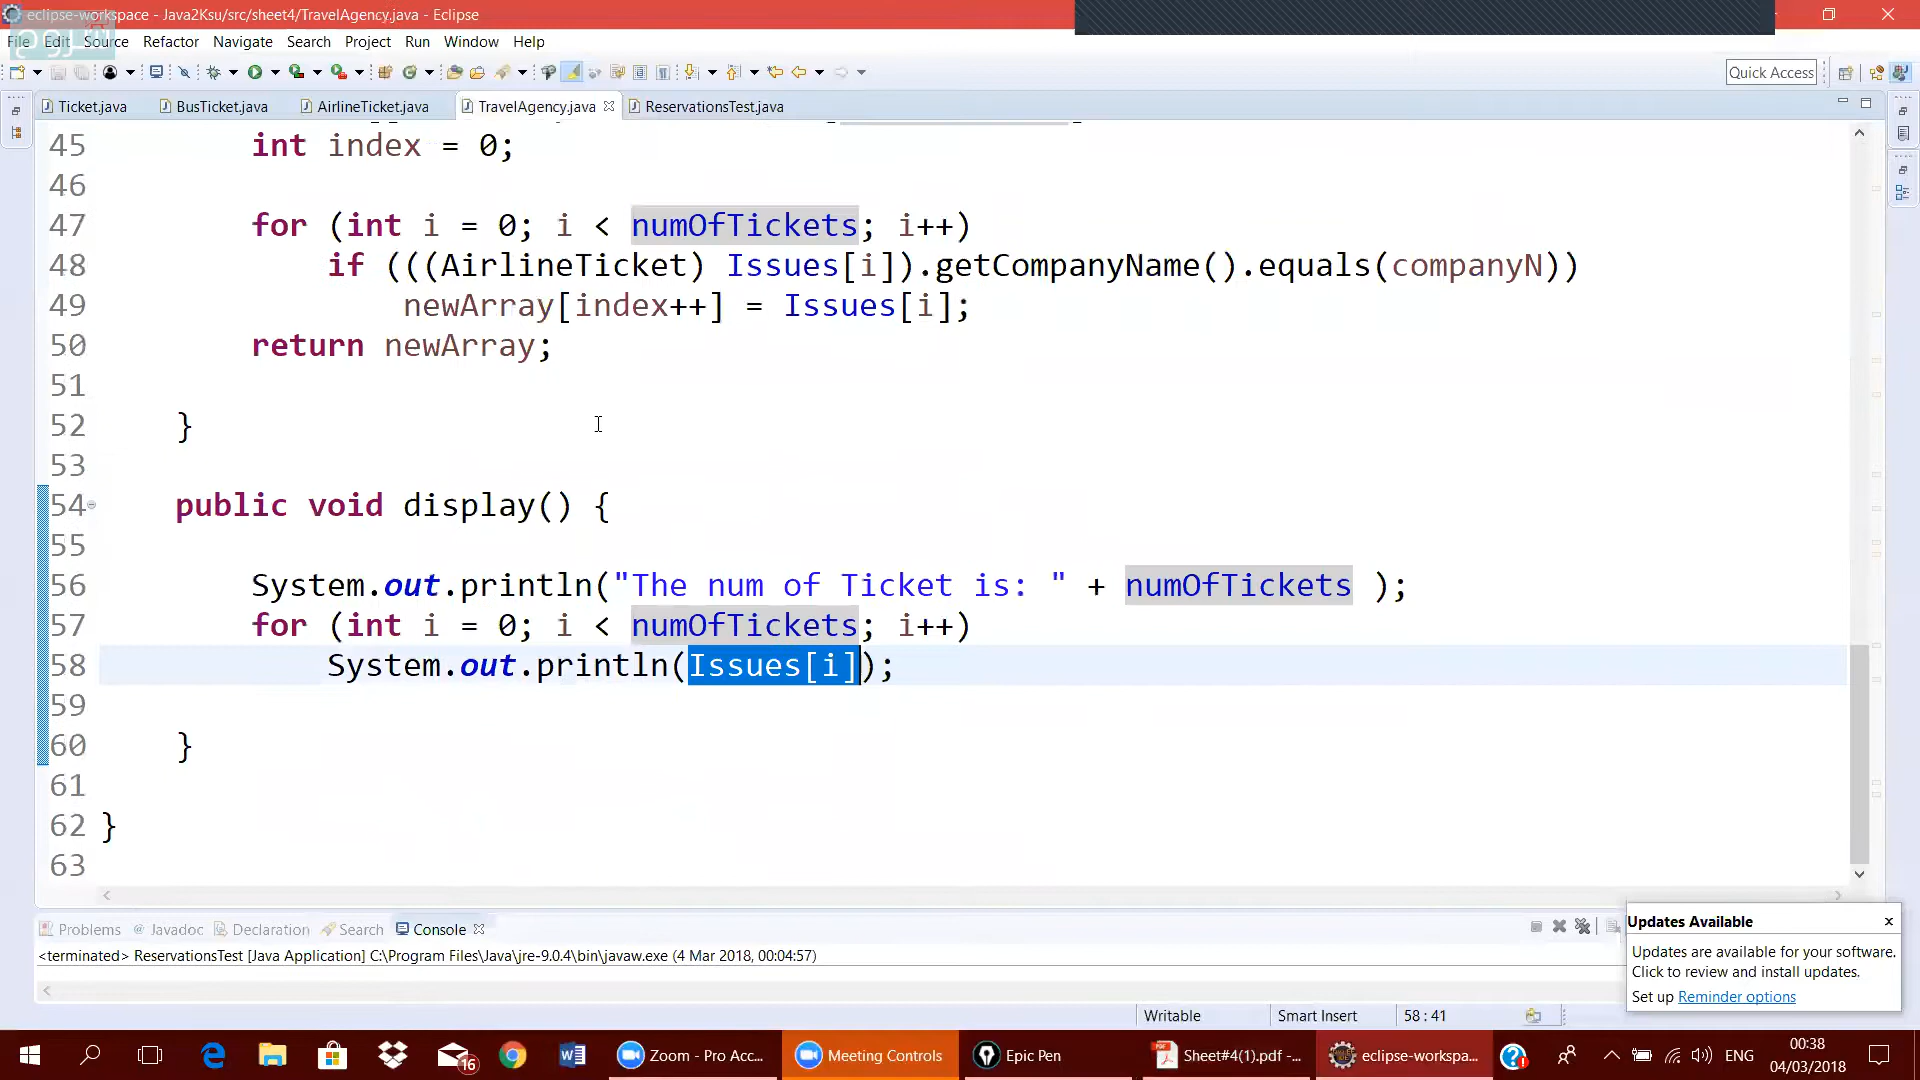 eclipse-workspace - Java2Ksu/src/sheet4/TravelAgency.java - Eclipse
File Edit Source Refactor Navigate Search Project Run Window Help
Quick Access
Ticket.java BusTicket.java AirlineTicket.java TravelAgency.java ReservationsTest.java
45 int index = 0;
46
47 for (int i = 0; i < numOfTickets; i++)
48 if (((AirlineTicket) Issues[i]).getCompanyName().equals(companyN))
49 newArray[index++] = Issues[i];
50 return newArray;
51
52 }
53
54 public void display() {
55
56 System.out.println("The num of Ticket is: " + numOfTickets );
57 for (int i = 0; i < numOfTickets; i++)
58 System.out.println(Issues[i]);
59
60 }
61
62 }
63
Problems @ Javadoc Declaration Search Console
<terminated> ReservationsTest [Java Application] C:\Program Files\Java\jre-9.0.4\bin\javaw.exe (4 Mar 2018, 00:04:57)
Updates Available
Updates are available for your software.
Click to review and install updates.
Set up Reminder options
Writable Smart Insert 58 : 41
16 Zoom - Pro Acc... Meeting Controls Epic Pen Sheet#4(1).pdf - ... eclipse-workspa... ENG 00:38
04/03/2018